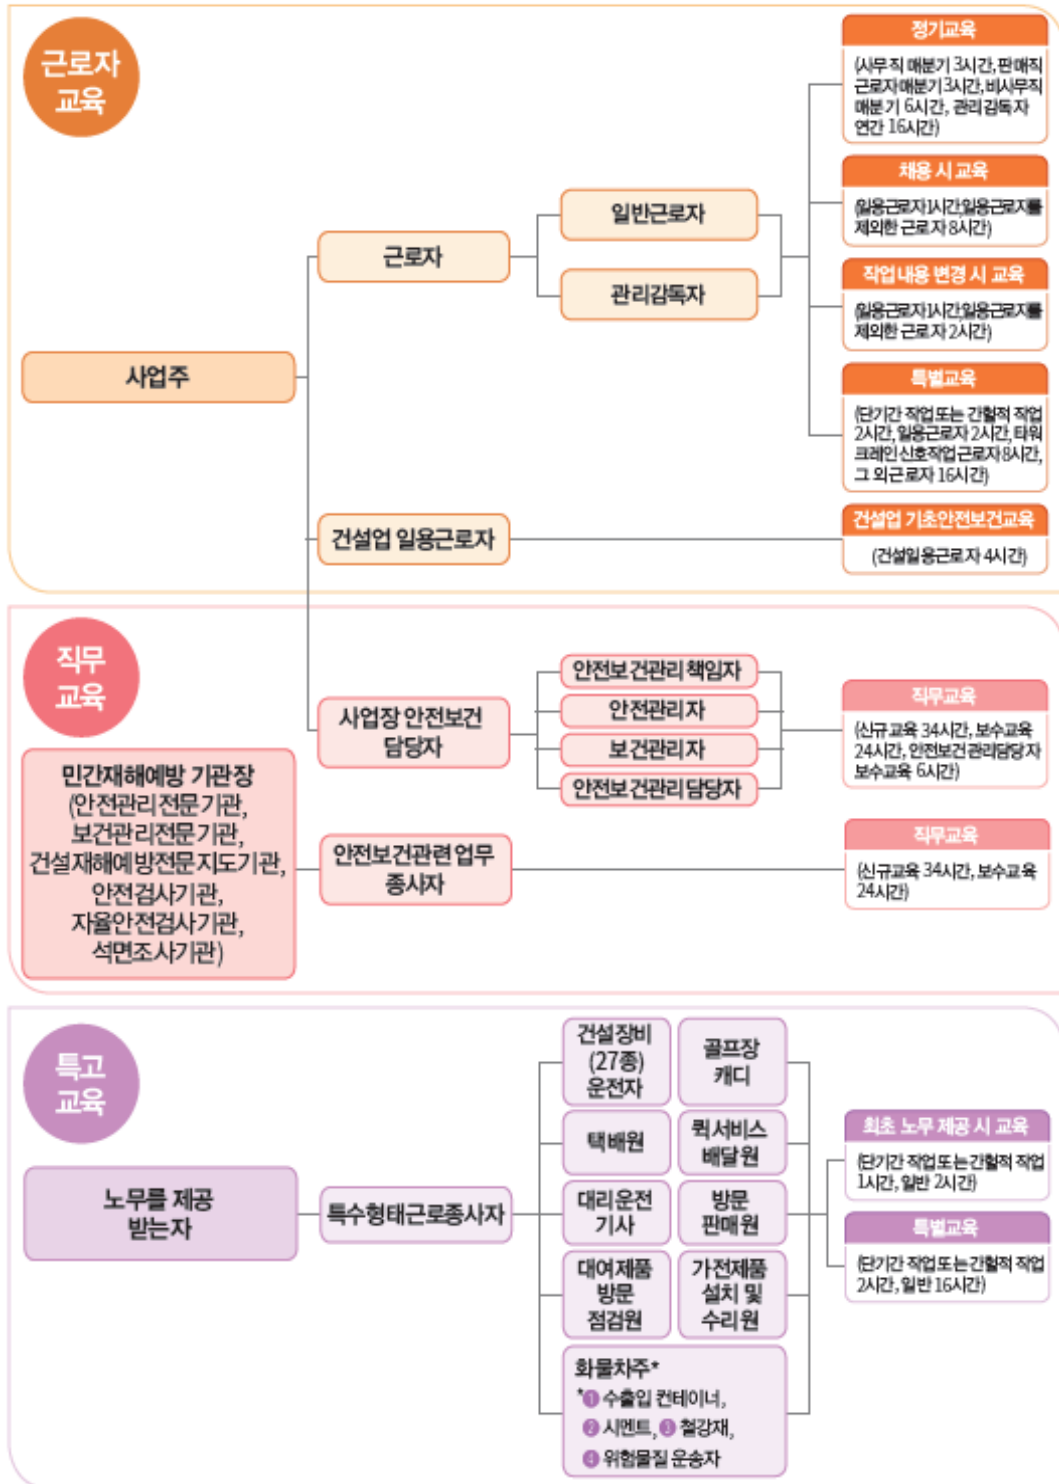 근로자
교육
정기교육
(사무직 매분기 3시간, 판매직
근로자 매분기 3시간, 비사무직
매분기 6시간, 관리감독자
연간 16시간)
채용 시 교육
(일용근로자 1시간, 일용근로자를
제외한 근로자 8시간)
일반근로자
근로자
관리감독자
작업내용 변경 시 교육
(일용근로자 1시간, 일용근로자를
제외한 근로자 2시간)
사업주
특별교육
(단기간 작업 또는 간헐적 작업
2시간, 일용근로자 2시간, 타워
크레인 신호작업 근로자 8시간,
그 외 근로자 16시간)
건설업 일용근로자
건설업 기초안전보건교육
(건설일용근로자 4시간)
직무
교육
사업장 안전보건
담당자
안전보건관리책임자
안전관리자
보건관리자
안전보건관리담당자
직무교육
(신규교육 34시간, 보수교육
24시간, 안전보건관리담당자
보수교육 6시간)
민간재해예방 기관장
(안전관리전문기관,
보건관리전문기관,
건설재해예방전문지도기관,
안전검사기관,
자율안전검사기관,
석면조사기관)
안전보건관련 업무
종사자
직무교육
(신규교육 34시간, 보수교육
24시간)
특고
교육
노무를 제공
받는자
특수형태근로종사자
건설장비
(27종)
운전자
골프장
캐디
택배원
퀵서비스
배달원
대리운전
기사
방문
판매원
대여제품
방문
점검원
가전제품
설치 및
수리원
화물차주*
*❶ 수출입 컨테이너,
❷ 시멘트, ❸ 철강재,
❹ 위험물질 운송자
최초 노무 제공 시 교육
(단기간 작업 또는 간헐적 작업
1시간, 일반 2시간)
특별교육
(단기간 작업 또는 간헐적 작업
2시간, 일반 16시간)